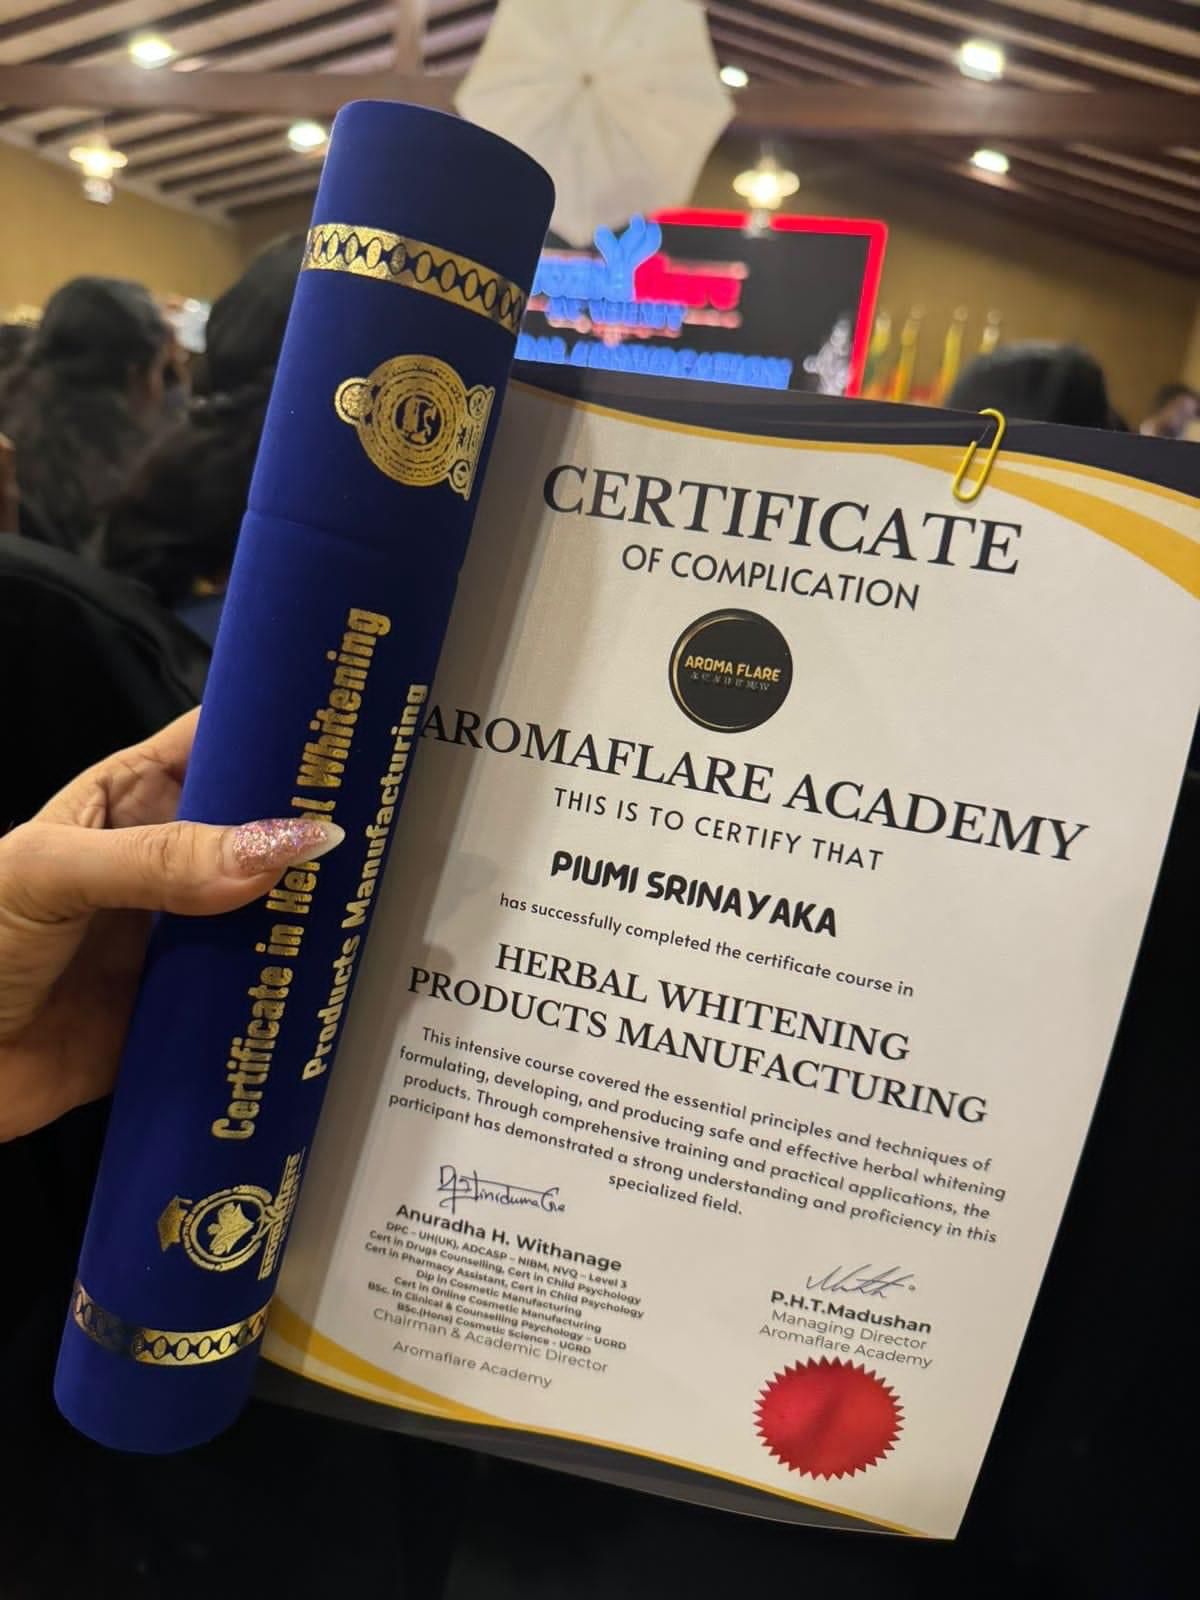 Certificate in Herbal Whitening
Products Manufacturing
CERTIFICATE
OF COMPLICATION
AROMA FLARE
ACADEMY
AROMAFLARE ACADEMY
THIS IS TO CERTIFY THAT
PIUMI SRINAYAKA
has successfully completed the certificate course in
HERBAL WHITENING
PRODUCTS MANUFACTURING
This intensive course covered the essential principles and techniques of
formulating, developing, and producing safe and effective herbal whitening
products. Through comprehensive training and practical applications, the
participant has demonstrated a strong understanding and proficiency in this
specialized field.
Anuradha H. Withanage
DPC - UH(UK), ADCASP - NIBM, NVQ - Level 3
Cert in Drugs Counselling, Cert in Child Psychology
Cert in Pharmacy Assistant, Cert in Child Psychology
Dip in Cosmetic Manufacturing
Cert in Online Cosmetic Manufacturing
BSc. In Clinical & Counselling Psychology - UGRD
BSc.(Hons) Cosmetic Science - UGRD
Chairman & Academic Director
Aromaflare Academy
P.H.T.Madushan
Managing Director
Aromaflare Academy